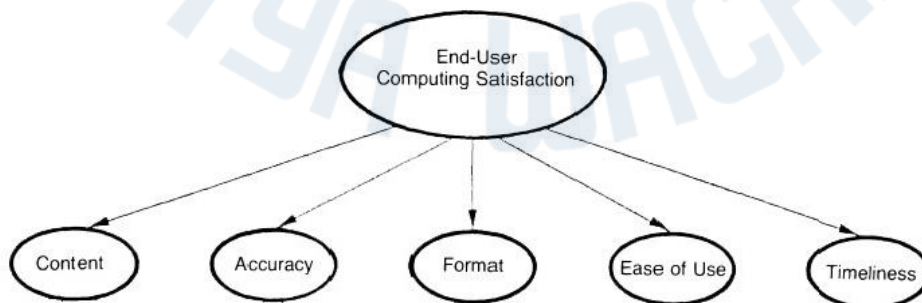 End-User
Computing Satisfaction
Content
Accuracy
Format
Ease of Use
Timeliness